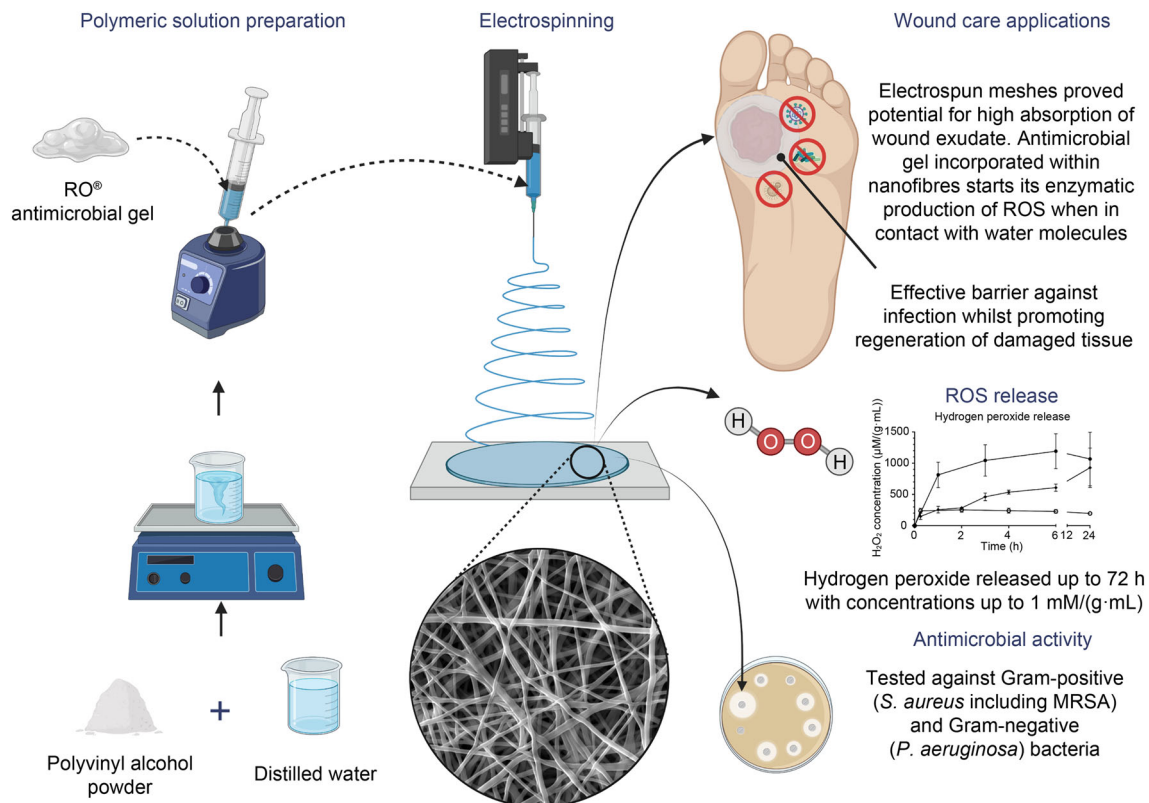 Polymeric solution preparation
Electrospinning
Wound care applications
RO®
antimicrobial gel
Electrospun meshes proved
potential for high absorption of
wound exudate. Antimicrobial
gel incorporated within
nanofibres starts its enzymatic
production of ROS when in
contact with water molecules
Effective barrier against
infection whilst promoting
regeneration of damaged tissue
H
O
O
H
ROS release
Hydrogen peroxide release
H₂O₂ concentration (μM/(g·mL))
1500
1000
500
0
0 2 4 6 12 24
Time (h)
Hydrogen peroxide released up to 72 h
with concentrations up to 1 mM/(g·mL)
Antimicrobial activity
Tested against Gram-positive
(S. aureus including MRSA)
and Gram-negative
(P. aeruginosa) bacteria
Polyvinyl alcohol
powder
+
Distilled water